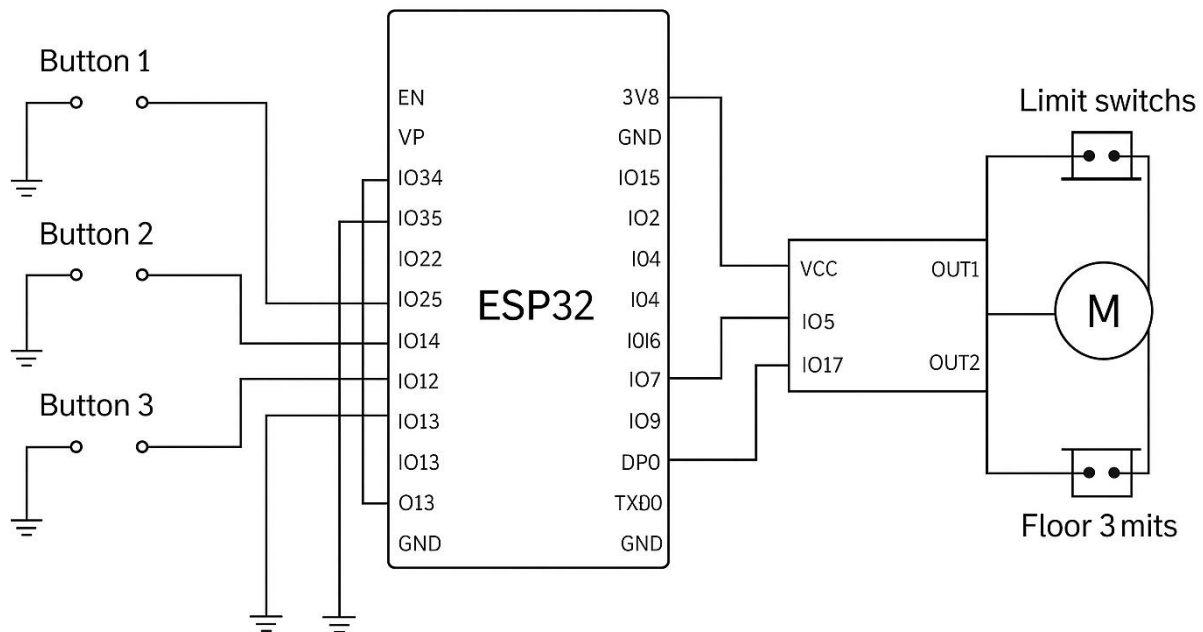 Button 1
Button 2
Button 3
EN
VP
IO34
IO35
IO22
IO25
IO14
IO12
IO13
IO13
O13
GND
ESP32
3V8
GND
IO15
IO2
IO4
IO4
IOI6
IO7
IO9
DP0
TXĐ0
GND
VCC
IO5
IO17
OUT1
OUT2
Limit switchs
M
Floor 3 mits